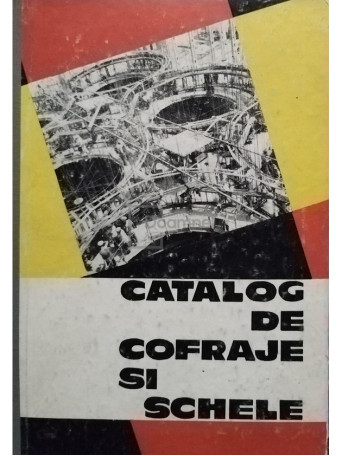 CATALOG
DE
COFRAJE
SI
SCHELE